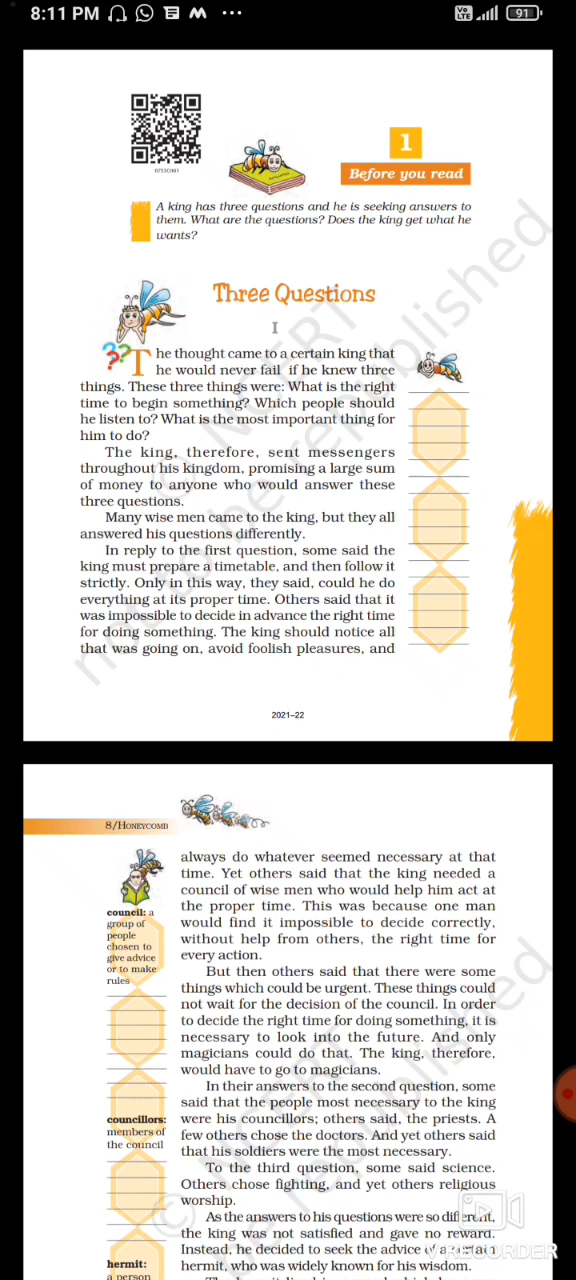 8:11 PM
Vo LTE
91
0753CH01
1
Before you read
A king has three questions and he is seeking answers to
them. What are the questions? Does the king get what he
wants?
Three Questions
I
The thought came to a certain king that
he would never fail if he knew three
things. These three things were: What is the right
time to begin something? Which people should
he listen to? What is the most important thing for
him to do?
The king, therefore, sent messengers
throughout his kingdom, promising a large sum
of money to anyone who would answer these
three questions.
Many wise men came to the king, but they all
answered his questions differently.
In reply to the first question, some said the
king must prepare a timetable, and then follow it
strictly. Only in this way, they said, could he do
everything at its proper time. Others said that it
was impossible to decide in advance the right time
for doing something. The king should notice all
that was going on, avoid foolish pleasures, and
© NCERT
not to be republished
2021–22
8/HONEYCOMB
council: a
group of
people
chosen to
give advice
or to make
rules
councillors:
members of
the council
hermit:
a person
always do whatever seemed necessary at that
time. Yet others said that the king needed a
council of wise men who would help him act at
the proper time. This was because one man
would find it impossible to decide correctly,
without help from others, the right time for
every action.
But then others said that there were some
things which could be urgent. These things could
not wait for the decision of the council. In order
to decide the right time for doing something, it is
necessary to look into the future. And only
magicians could do that. The king, therefore,
would have to go to magicians.
In their answers to the second question, some
said that the people most necessary to the king
were his councillors; others said, the priests. A
few others chose the doctors. And yet others said
that his soldiers were the most necessary.
To the third question, some said science.
Others chose fighting, and yet others religious
worship.
As the answers to his questions were so different,
the king was not satisfied and gave no reward.
Instead, he decided to seek the advice of a certain
hermit, who was widely known for his wisdom.
© NCERT
be republished
V RECORDER